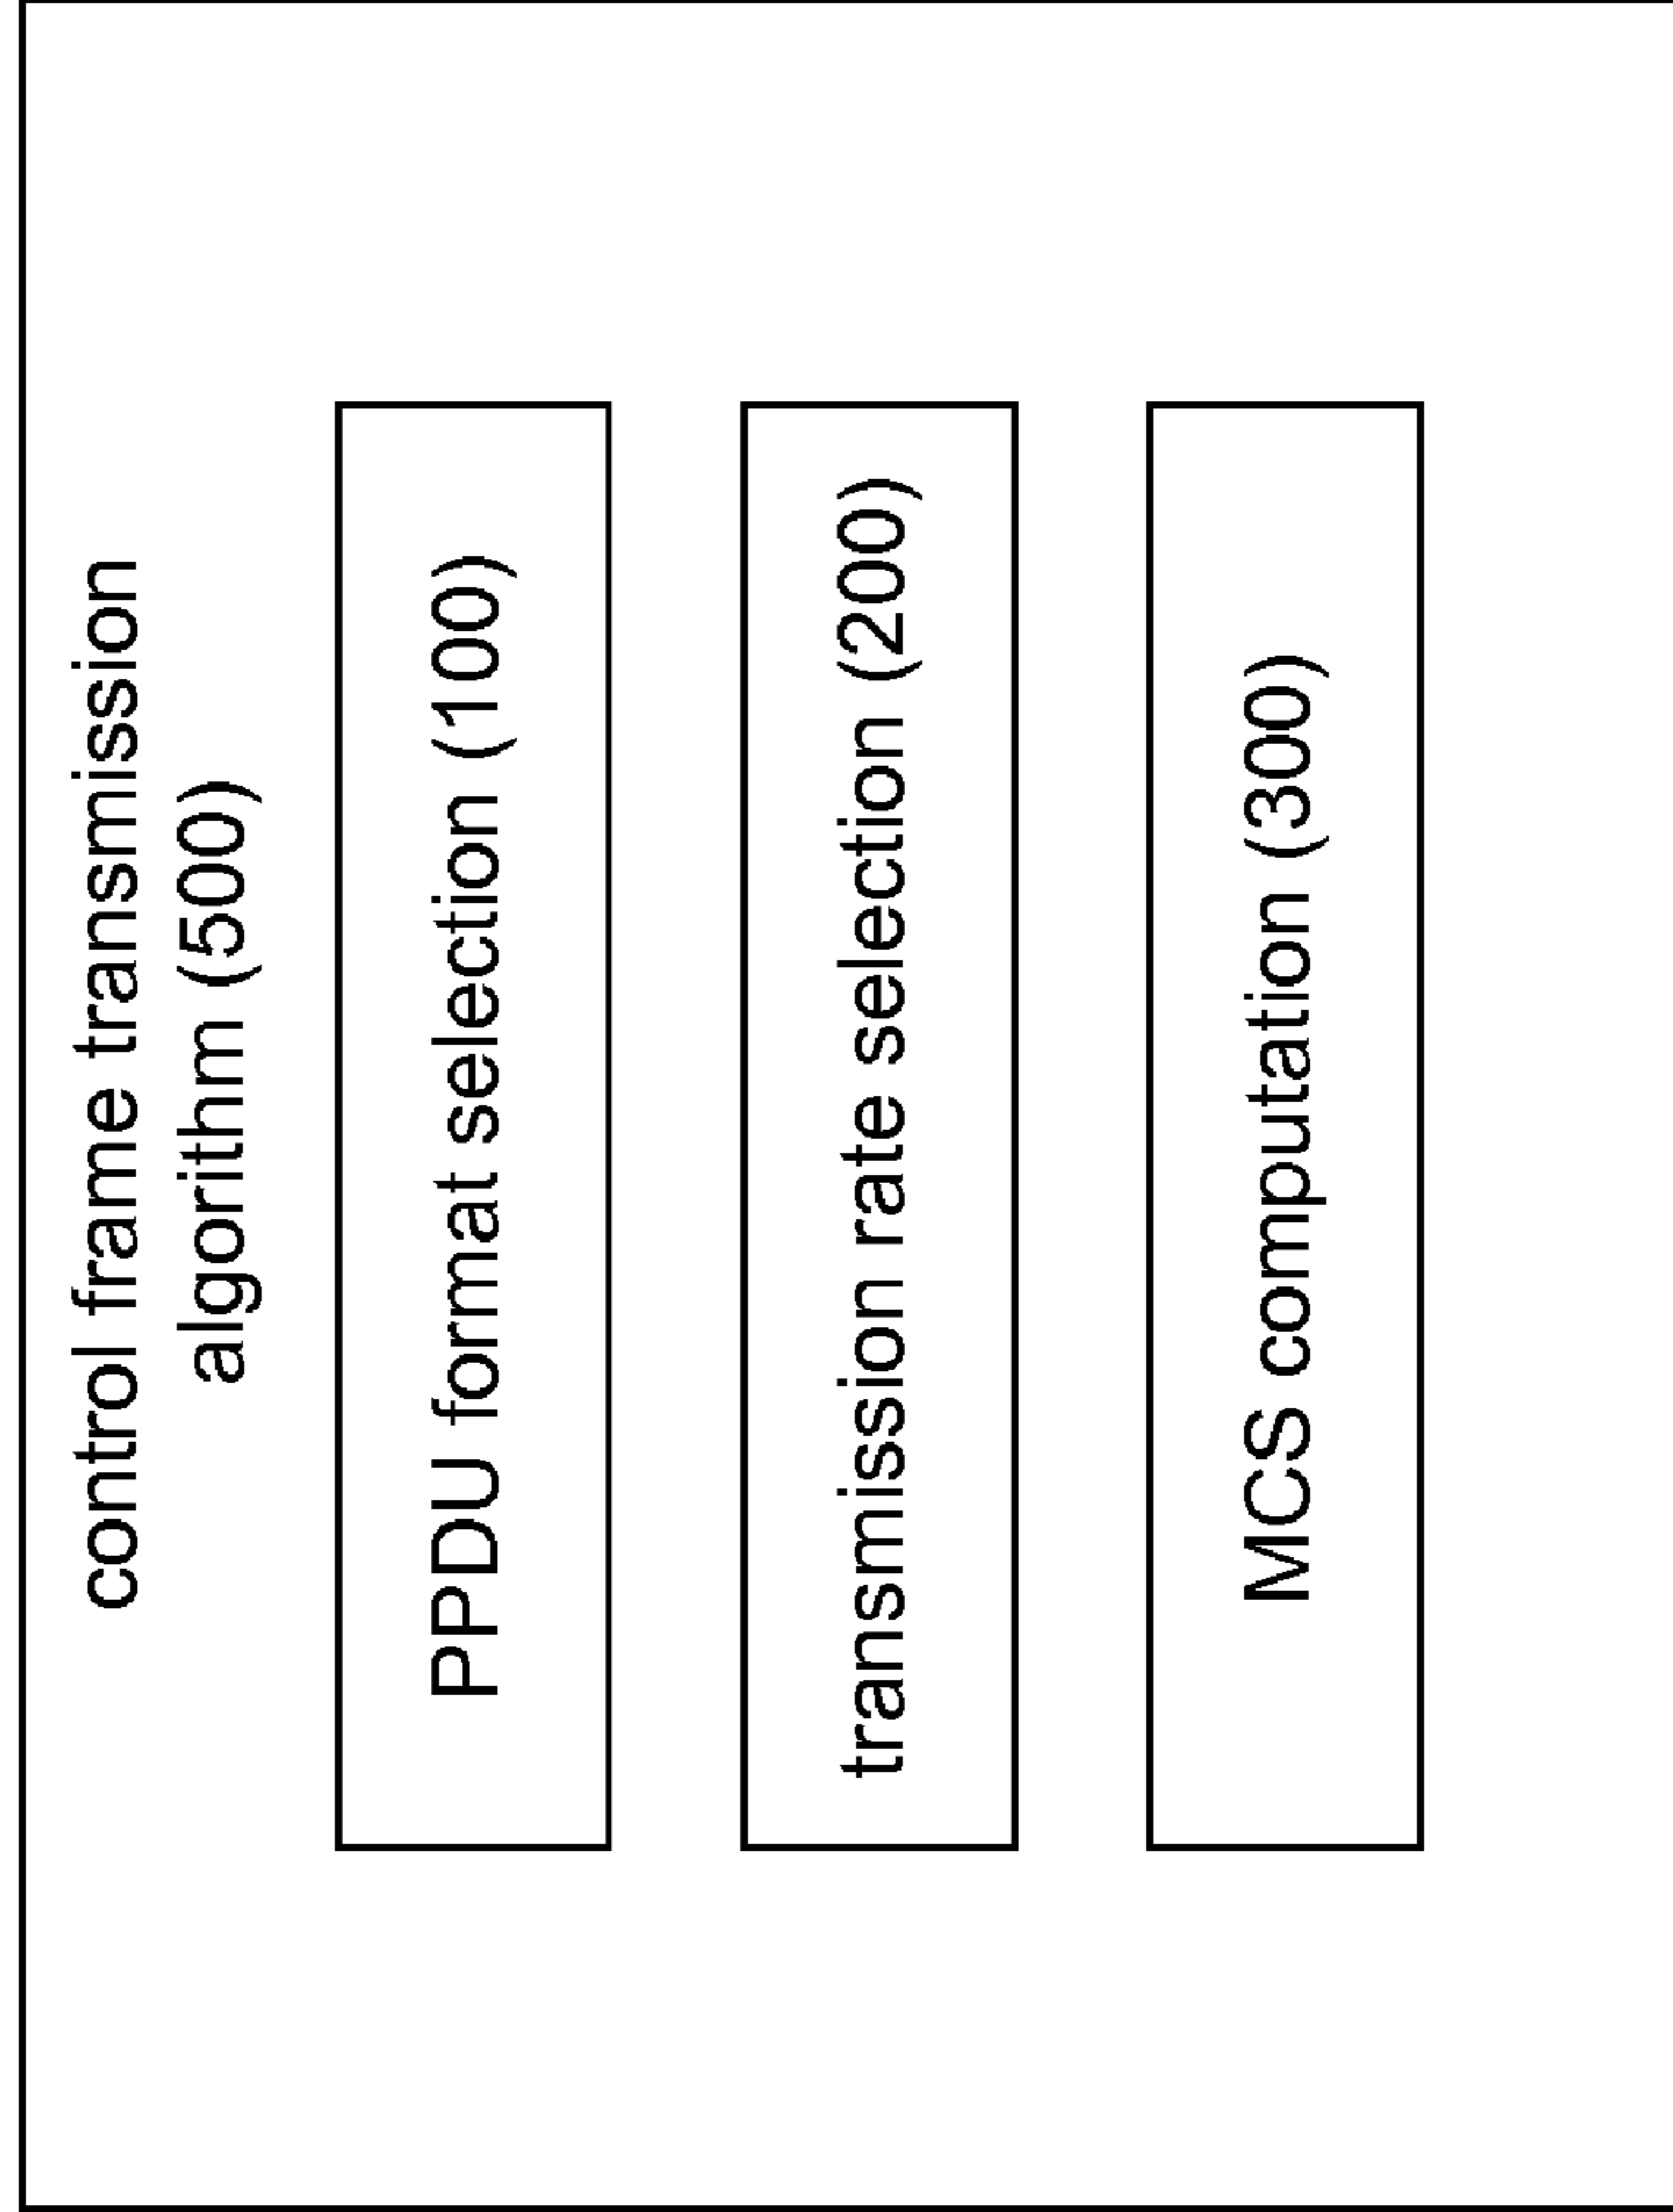 control frame transmission
algorithm (500)
PPDU format selection (100)
transmission rate selection (200)
MCS computation (300)